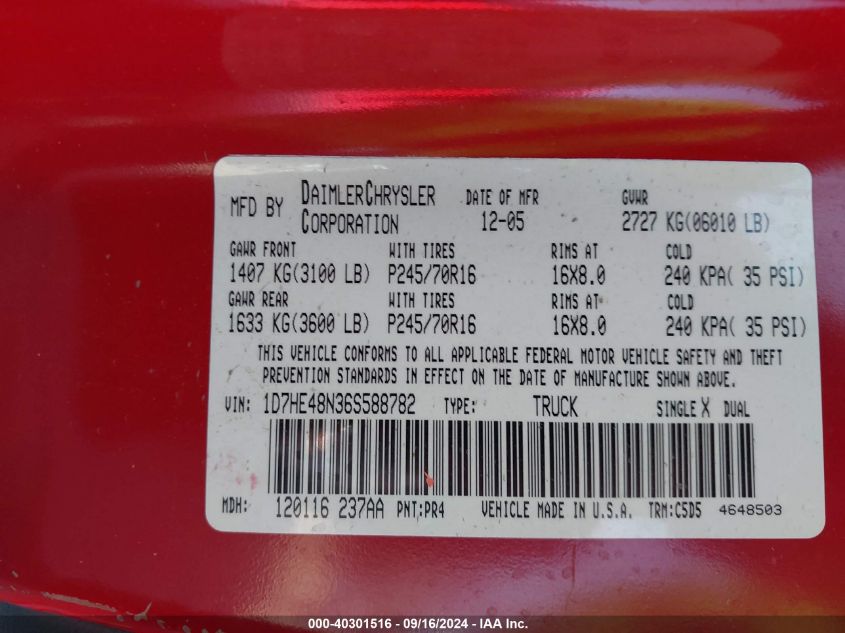 MFD BY DAIMLERCHRYSLER CORPORATION DATE OF MFR 12-05 GVWR 2727 KG(06010 LB)
GAWR FRONT WITH TIRES RIMS AT COLD
1407 KG(3100 LB) P245/70R16 16X8.0 240 KPA( 35 PSI)
GAWR REAR WITH TIRES RIMS AT COLD
1633 KG(3600 LB) P245/70R16 16X8.0 240 KPA( 35 PSI)
THIS VEHICLE CONFORMS TO ALL APPLICABLE FEDERAL MOTOR VEHICLE SAFETY AND THEFT
PREVENTION STANDARDS IN EFFECT ON THE DATE OF MANUFACTURE SHOWN ABOVE.
VIN: 1D7HE48N36S588782 TYPE: TRUCK SINGLE X DUAL
MDH: 120116 237AA PNT:PR4 VEHICLE MADE IN U.S.A. TRM:C5D5 4648503
000-40301516 - 09/16/2024 - IAA Inc.